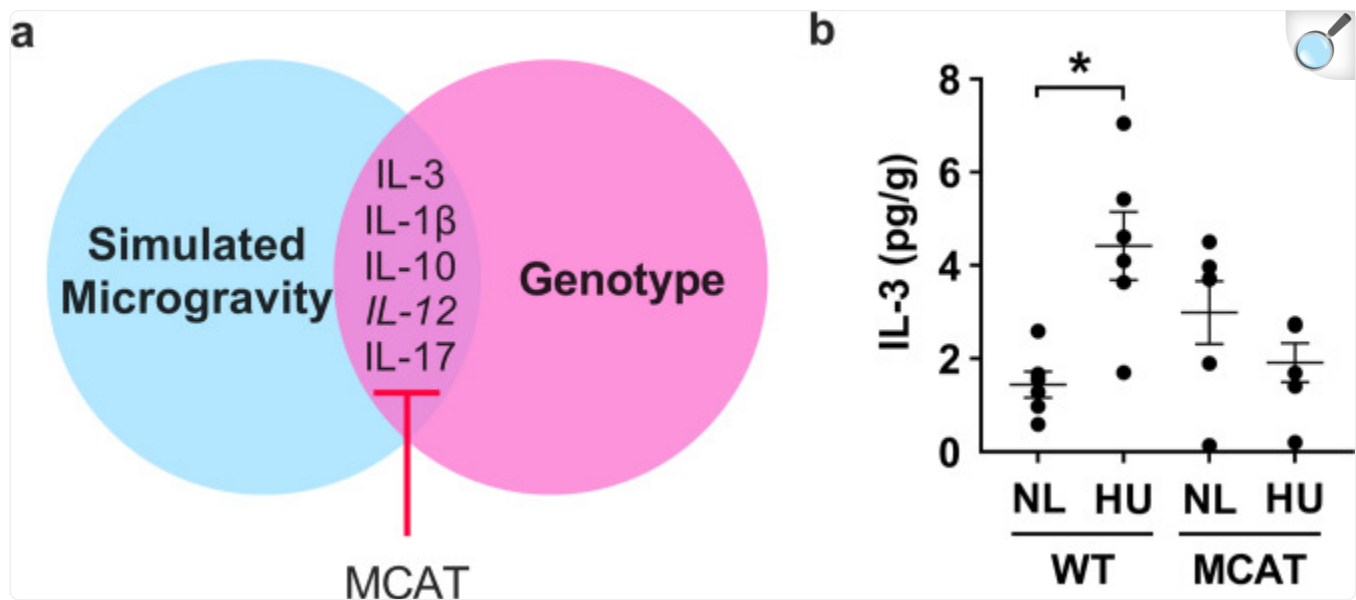 a
Simulated
Microgravity
IL-3
IL-1β
IL-10
IL-12
IL-17
Genotype
MCAT
b
*
8
6
4
2
0
IL-3 (pg/g)
NL HU NL HU
WT MCAT